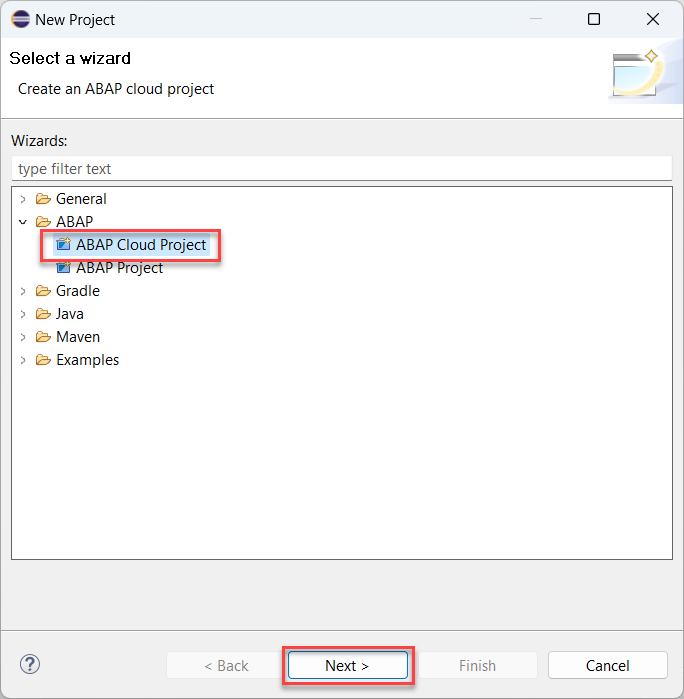 New Project
Select a wizard
Create an ABAP cloud project
Wizards:
type filter text
General
ABAP
ABAP Cloud Project
ABAP Project
Gradle
Java
Maven
Examples
? < Back Next > Finish Cancel